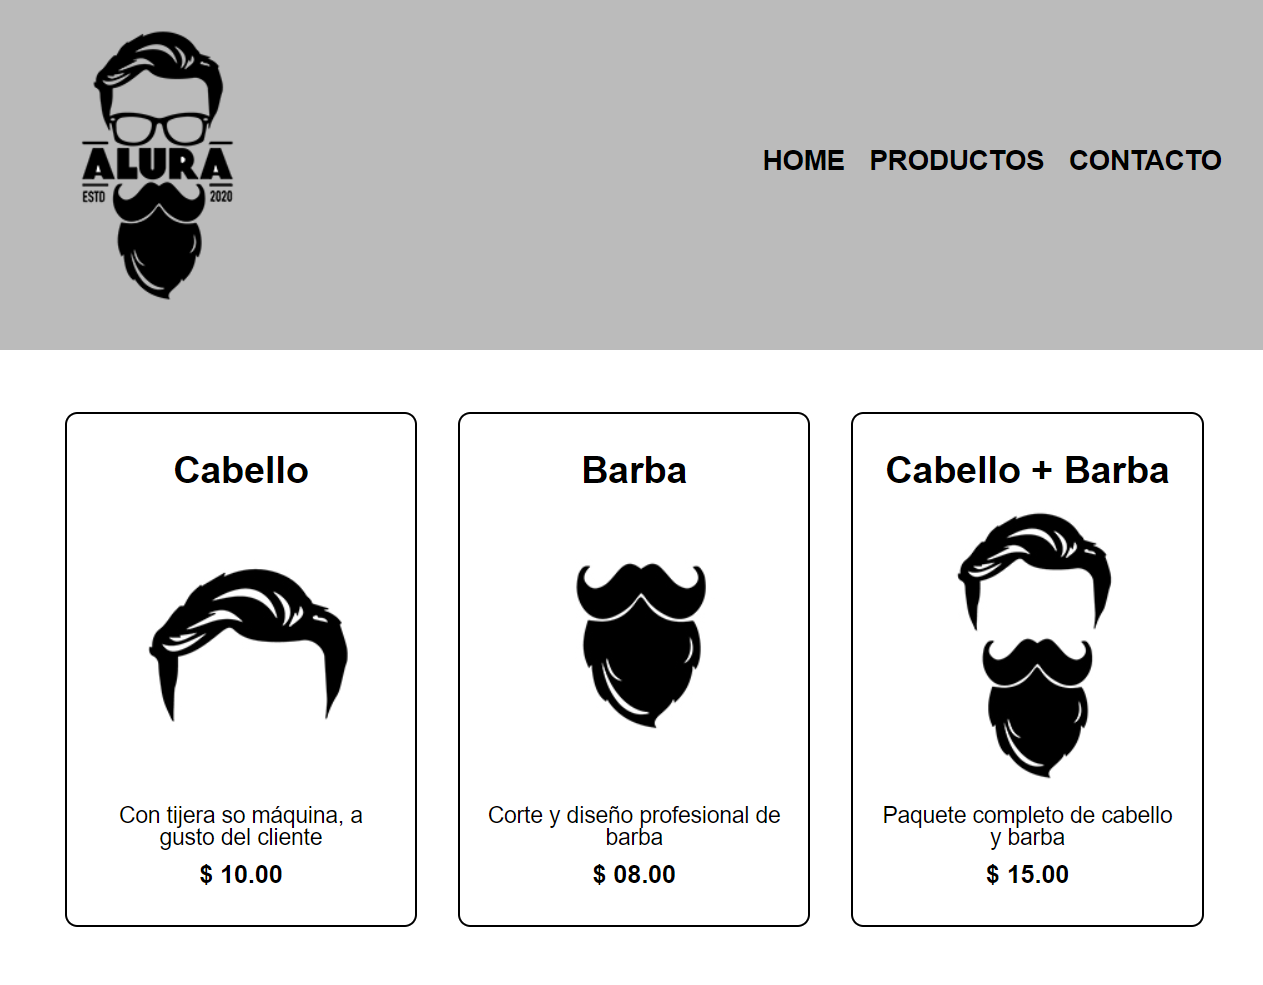 ALURA
ESTD 2020
HOME PRODUCTOS CONTACTO
Cabello
Con tijera so máquina, a
gusto del cliente
$ 10.00
Barba
Corte y diseño profesional de
barba
$ 08.00
Cabello + Barba
Paquete completo de cabello
y barba
$ 15.00